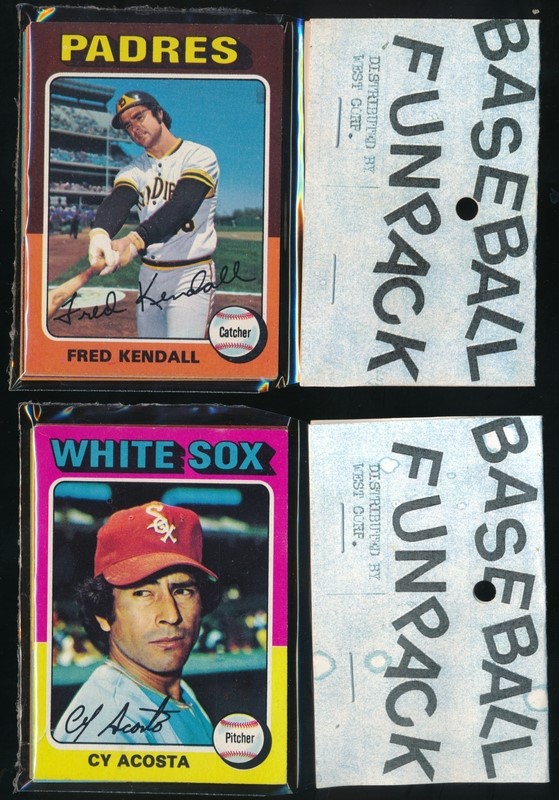 PADRES
Fred Kendall
Catcher
FRED KENDALL
BASEBALL
FUNPACK
DISTRIBUTED BY
WEST CORP.
WHITE SOX
SOX
Cy Acosta
Pitcher
CY ACOSTA
BASEBALL
FUNPACK
DISTRIBUTED BY
WEST CORP.